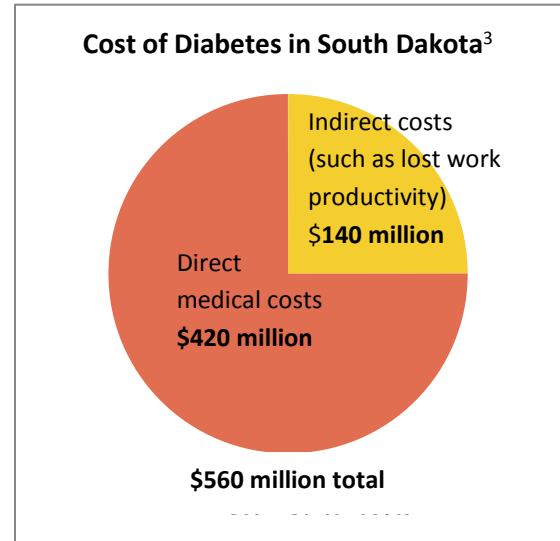 Cost of Diabetes in South Dakota³
Indirect costs
(such as lost work
productivity)
$140 million
Direct
medical costs
$420 million
$560 million total